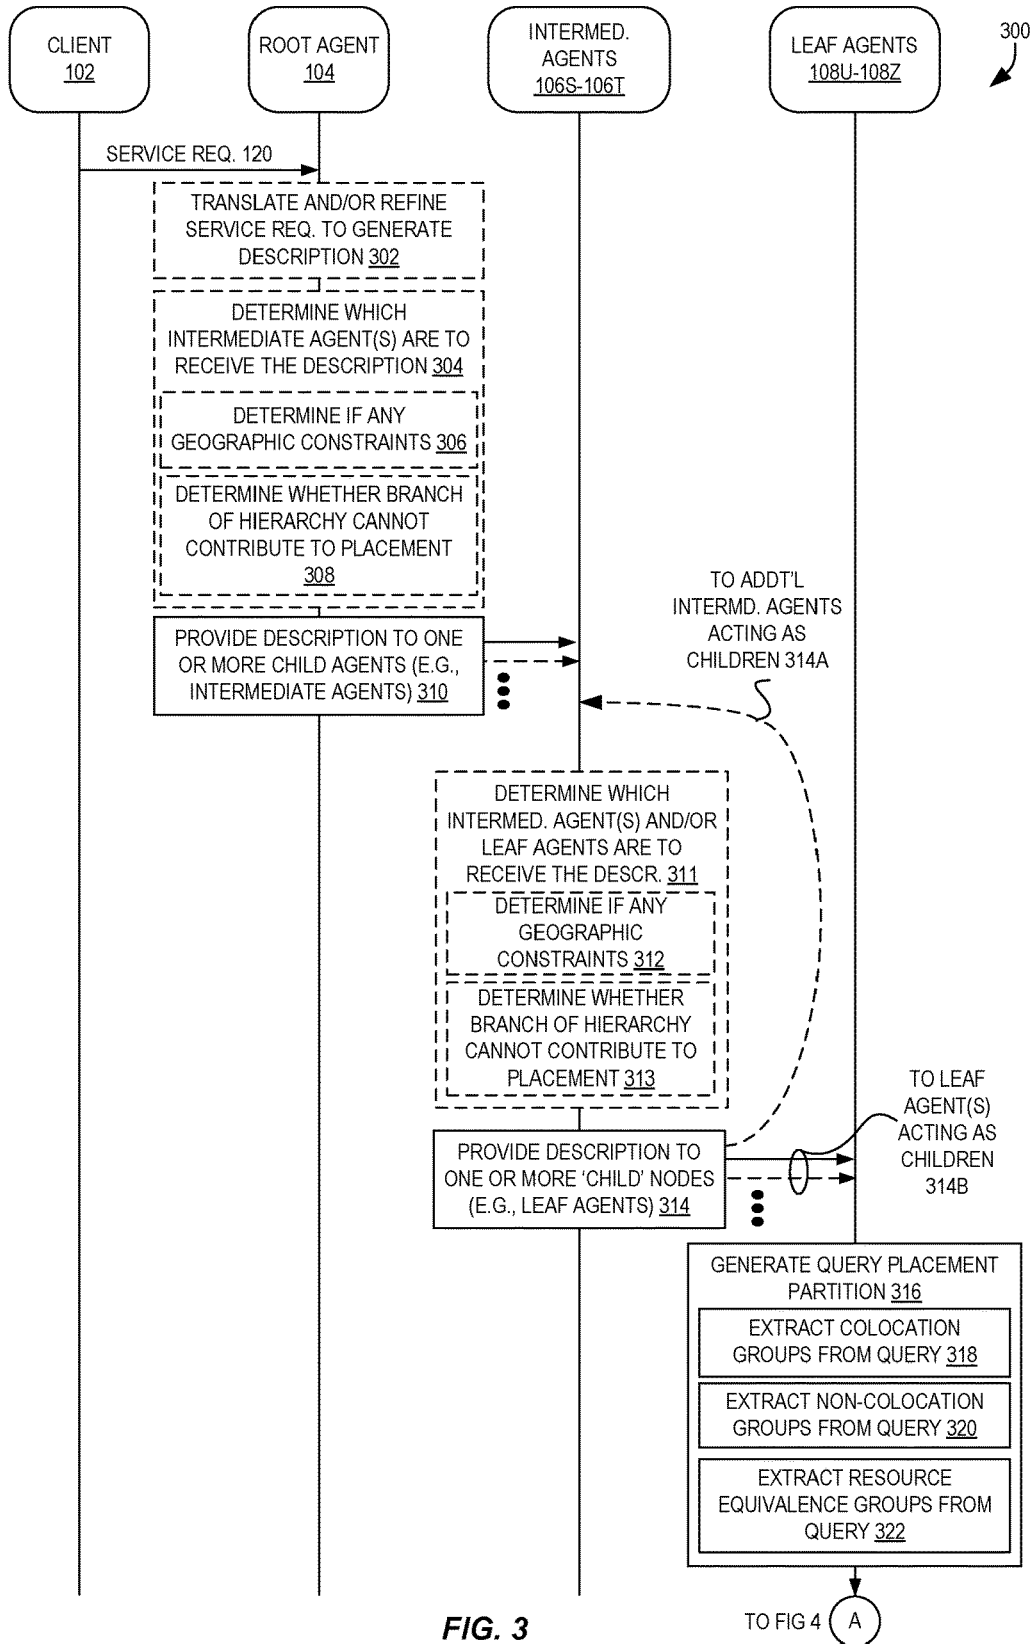 CLIENT
102
ROOT AGENT
104
INTERMED.
AGENTS
106S-106T
LEAF AGENTS
108U-108Z
300
SERVICE REQ. 120
TRANSLATE AND/OR REFINE
SERVICE REQ. TO GENERATE
DESCRIPTION 302
DETERMINE WHICH
INTERMEDIATE AGENT(S) ARE TO
RECEIVE THE DESCRIPTION 304
DETERMINE IF ANY
GEOGRAPHIC CONSTRAINTS 306
DETERMINE WHETHER BRANCH
OF HIERARCHY CANNOT
CONTRIBUTE TO PLACEMENT
308
PROVIDE DESCRIPTION TO ONE
OR MORE CHILD AGENTS (E.G.,
INTERMEDIATE AGENTS) 310
TO ADDT'L
INTERMD. AGENTS
ACTING AS
CHILDREN 314A
DETERMINE WHICH
INTERMED. AGENT(S) AND/OR
LEAF AGENTS ARE TO
RECEIVE THE DESCR. 311
DETERMINE IF ANY
GEOGRAPHIC
CONSTRAINTS 312
DETERMINE WHETHER
BRANCH OF HIERARCHY
CANNOT CONTRIBUTE TO
PLACEMENT 313
PROVIDE DESCRIPTION TO
ONE OR MORE 'CHILD' NODES
(E.G., LEAF AGENTS) 314
TO LEAF
AGENT(S)
ACTING AS
CHILDREN
314B
GENERATE QUERY PLACEMENT
PARTITION 316
EXTRACT COLOCATION
GROUPS FROM QUERY 318
EXTRACT NON-COLOCATION
GROUPS FROM QUERY 320
EXTRACT RESOURCE
EQUIVALENCE GROUPS FROM
QUERY 322
TO FIG 4
A
FIG. 3